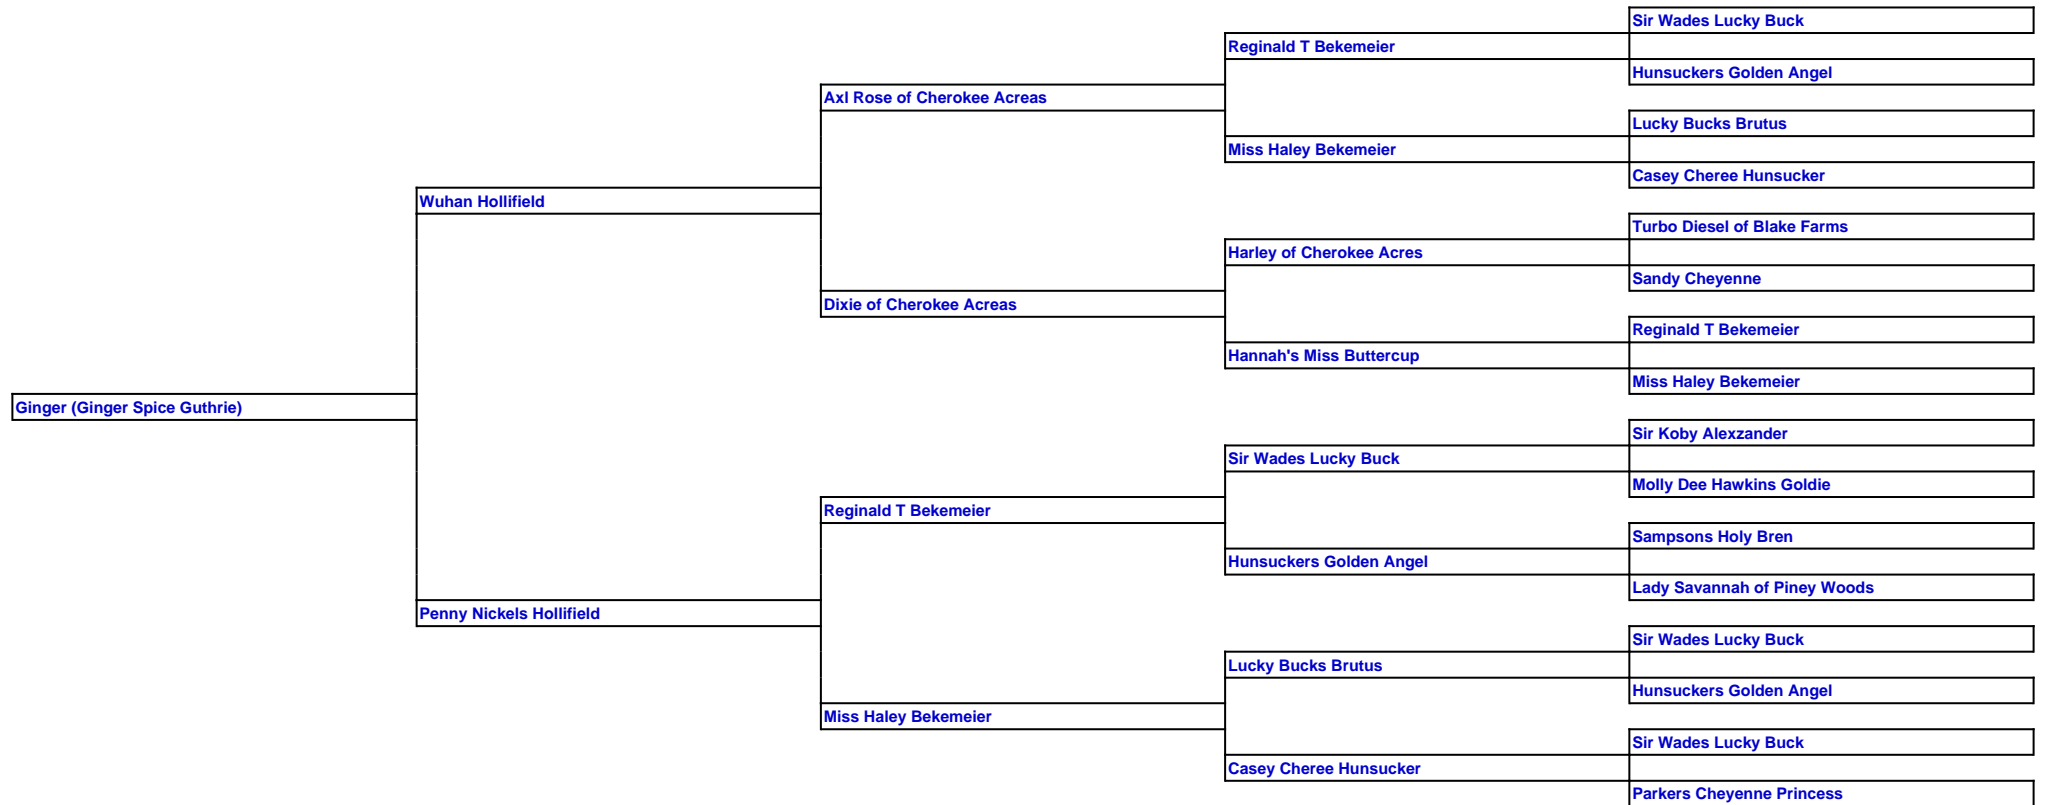 Sir Wades Lucky Buck
Reginald T Bekemeier
Hunsuckers Golden Angel
Axl Rose of Cherokee Acreas
Lucky Bucks Brutus
Miss Haley Bekemeier
Casey Cheree Hunsucker
Wuhan Hollifield
Turbo Diesel of Blake Farms
Harley of Cherokee Acres
Sandy Cheyenne
Dixie of Cherokee Acreas
Reginald T Bekemeier
Hannah's Miss Buttercup
Miss Haley Bekemeier
Ginger (Ginger Spice Guthrie)
Sir Koby Alexzander
Sir Wades Lucky Buck
Molly Dee Hawkins Goldie
Reginald T Bekemeier
Sampsons Holy Bren
Hunsuckers Golden Angel
Lady Savannah of Piney Woods
Penny Nickels Hollifield
Sir Wades Lucky Buck
Lucky Bucks Brutus
Hunsuckers Golden Angel
Miss Haley Bekemeier
Sir Wades Lucky Buck
Casey Cheree Hunsucker
Parkers Cheyenne Princess